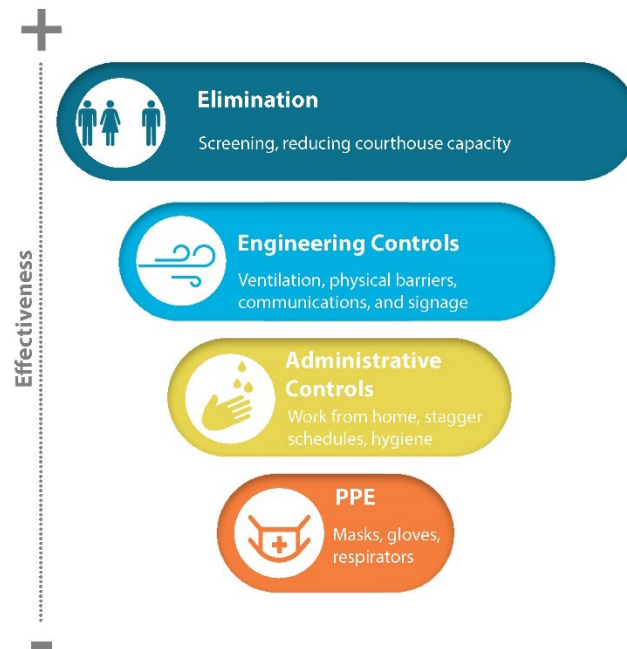 Effectiveness
Elimination
Screening, reducing courthouse capacity
Engineering Controls
Ventilation, physical barriers,
communications, and signage
Administrative
Controls
Work from home, stagger
schedules, hygiene
PPE
Masks, gloves,
respirators